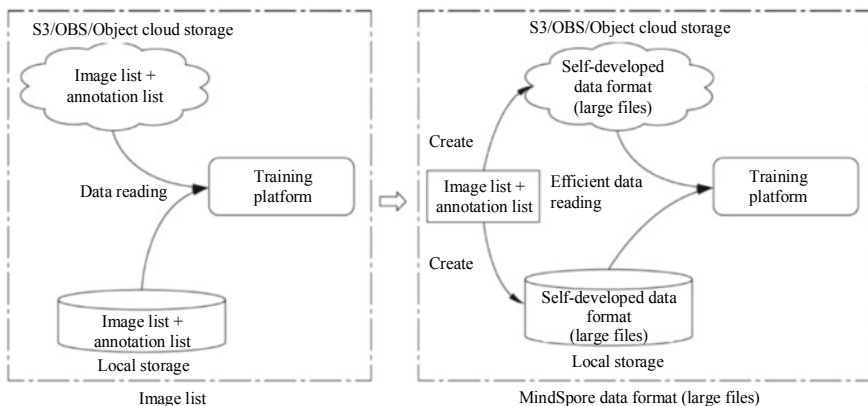 S3/OBS/Object cloud storage
Image list +
annotation list
Data reading
Training
platform
Image list +
annotation list
Local storage
Image list
S3/OBS/Object cloud storage
Self-developed
data format
(large files)
Create
Image list +
annotation list
Efficient data
reading
Training
platform
Create
Self-developed data
format
(large files)
Local storage
MindSpore data format (large files)